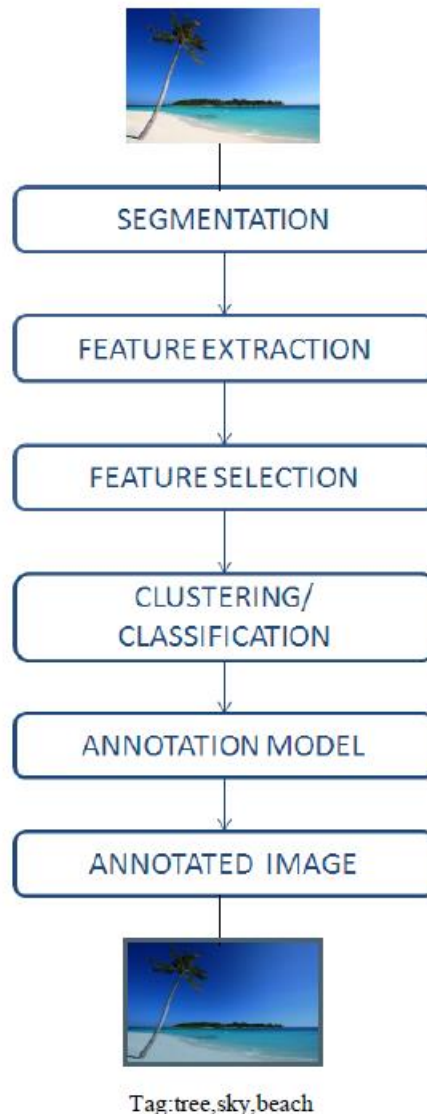 SEGMENTATION
FEATURE EXTRACTION
FEATURE SELECTION
CLUSTERING/
CLASSIFICATION
ANNOTATION MODEL
ANNOTATED IMAGE
Tag:tree,sky,beach